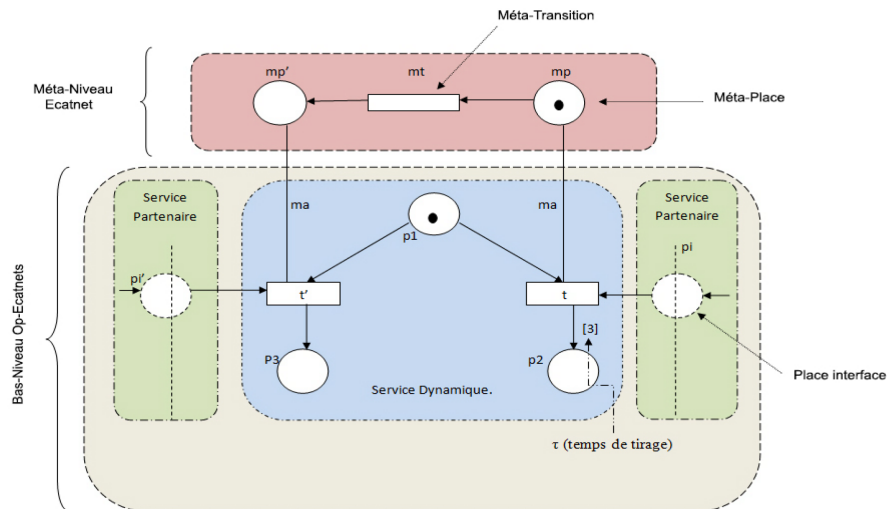 Méta-Transition
mp'
mt
mp
Méta-Niveau
Ecatnet
Méta-Place
Service
Partenaire
ma
ma
Service
Partenaire
p1
pi
pi'
t'
t
[3]
P3
p2
Place interface
Service Dynamique.
τ (temps de tirage)
Bas-Niveau Op-Ecatnets